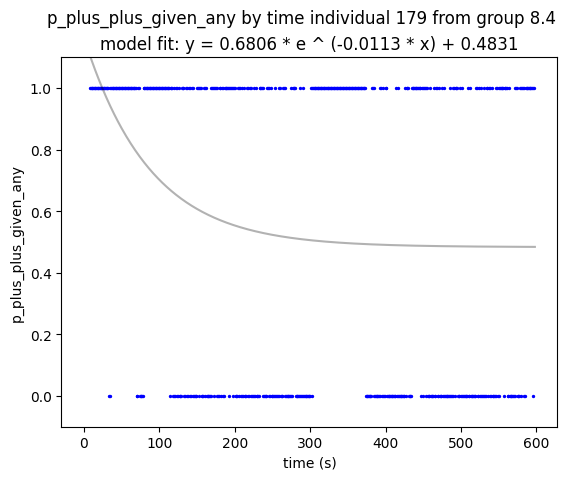 p_plus_plus_given_any by time individual 179 from group 8.4
model fit: y = 0.6806 * e ^ (-0.0113 * x) + 0.4831
p_plus_plus_given_any
1.0
0.8
0.6
0.4
0.2
0.0
0 100 200 300 400 500 600
time (s)